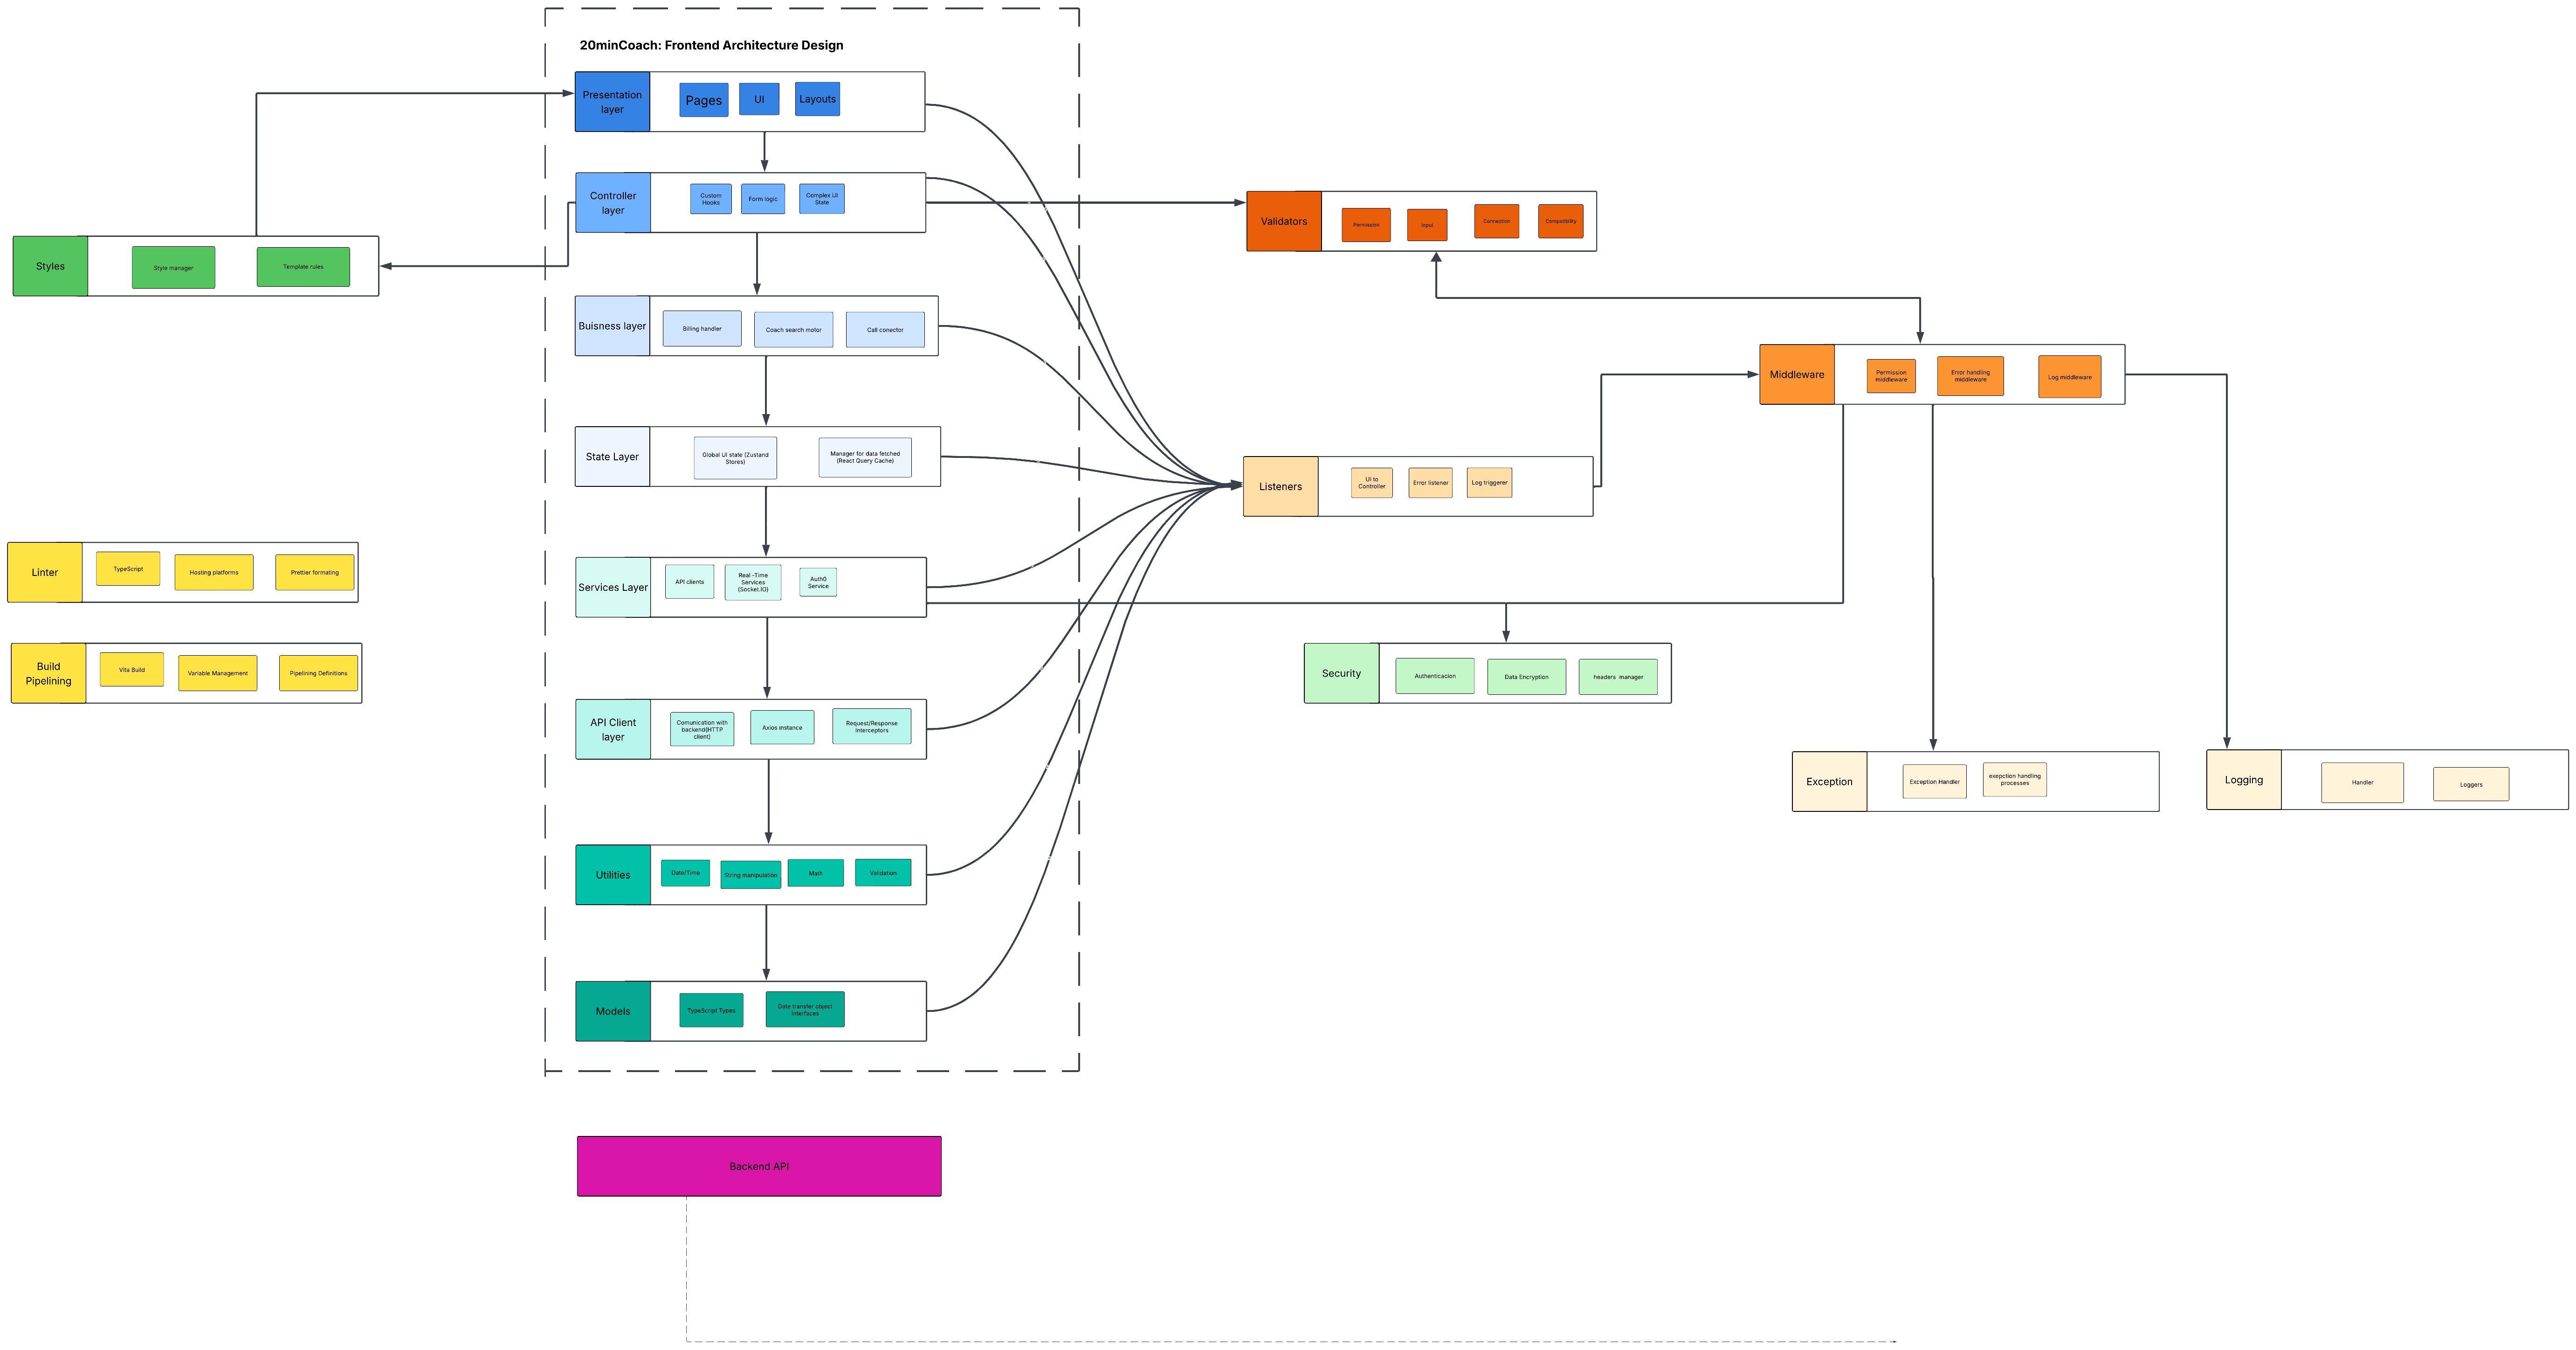 20minCoach: Frontend Architecture Design
Presentation
layer
Pages
UI
Layouts
Controller
layer
Custom
Hooks
Form logic
Complex UI
State
Validators
Permission
Input
Connection
Compatibility
Styles
Style manager
Template rules
Buisness layer
Billing handler
Coach search motor
Call conector
Middleware
Permission
middleware
Error handling
middleware
Log middleware
State Layer
Global UI state (Zustand
Stores)
Manager for data fetched
(React Query Cache)
Listeners
UI to
Controller
Error listener
Log triggerer
Linter
TypeScript
Hosting platforms
Prettier formating
Services Layer
API clients
Real -Time
Services
(Socket.IO)
Auth0
Service
Build
Pipelining
Vita Build
Variable Management
Pipelining Definitions
Security
Authenticacion
Data Encryption
headers  manager
API Client
layer
Comunication with
backend(HTTP
client)
Axios instance
Request/Response
Interceptors
Exception
Exception Handler
exepction handling
processes
Logging
Handler
Loggers
Utilities
Date/Time
String manipulation
Math
Validation
Models
TypeScript Types
Date transfer object
interfaces
Backend API